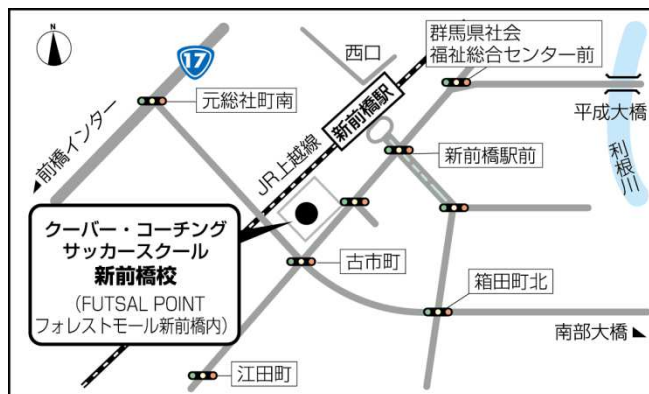 N
17
西口
群馬県社会
福祉総合センター前
元総社町南
新前橋駅
平成大橋
前橋インター
JR上越線
新前橋駅前
利根川
クーバー・コーチング
サッカースクール
新前橋校
(FUTSAL POINT
フォレストモール新前橋内)
古市町
箱田町北
南部大橋
江田町